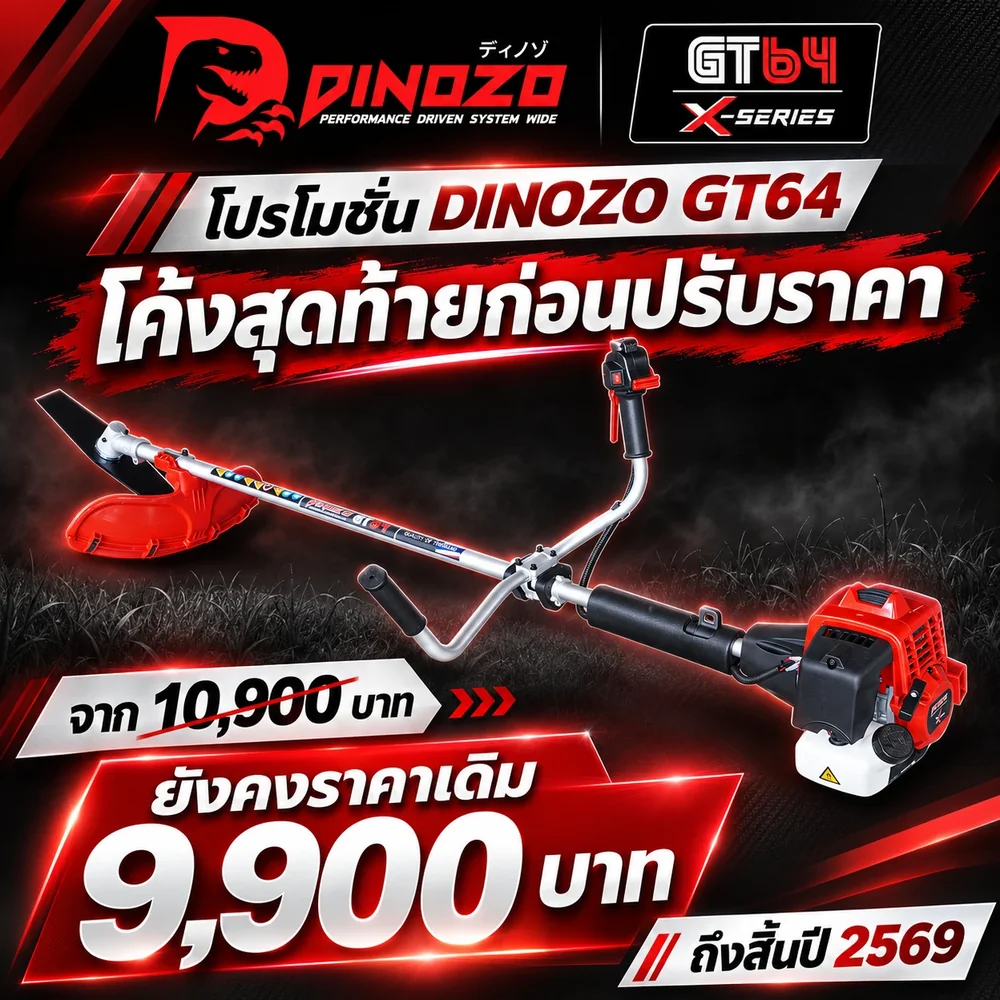 ディノゾ
DINOZO
PERFORMANCE DRIVEN SYSTEM WIDE
GT64
X-SERIES
โปรโมชั่น DINOZO GT64
โค้งสุดท้ายก่อนปรับราคา
จาก 10,900 บาท
ยังคงราคาเดิม
9,900 บาท
ถึงสิ้นปี 2569